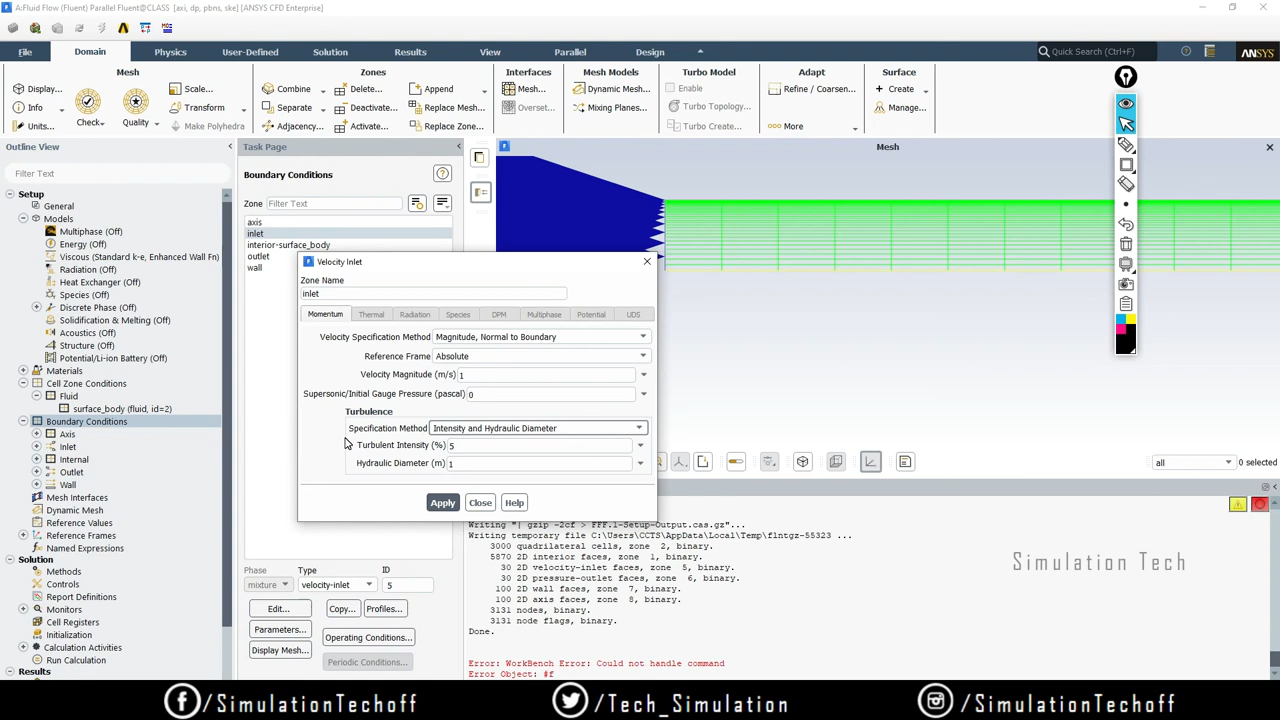 A:Fluid Flow (Fluent) Parallel Fluent@CLASS [axi, dp, pbns, ske] [ANSYS CFD Enterprise]
File Domain Physics User-Defined Solution Results View Parallel Design
Quick Search (Ctrl+F)
ANSYS
Mesh Zones Interfaces Mesh Models Turbo Model Adapt Surface
Display... Scale... Combine Delete... Append Mesh... Dynamic Mesh... Enable Refine / Coarsen... Create
Info Check Quality Transform Separate Deactivate... Replace Mesh... Overset... Mixing Planes... Turbo Topology... Manage...
Units... Make Polyhedra Adjacency... Activate... Replace Zone... Turbo Create... More
Outline View
Filter Text
Setup
General
Models
Multiphase (Off)
Energy (Off)
Viscous (Standard k-e, Enhanced Wall Fn)
Radiation (Off)
Heat Exchanger (Off)
Species (Off)
Discrete Phase (Off)
Solidification & Melting (Off)
Acoustics (Off)
Structure (Off)
Potential/Li-ion Battery (Off)
Materials
Cell Zone Conditions
Fluid
surface_body (fluid, id=2)
Boundary Conditions
Axis
Inlet
Internal
Outlet
Wall
Mesh Interfaces
Dynamic Mesh
Reference Values
Reference Frames
Named Expressions
Solution
Methods
Controls
Report Definitions
Monitors
Cell Registers
Initialization
Calculation Activities
Run Calculation
Results
Task Page
Boundary Conditions
Zone Filter Text
axis
inlet
interior-surface_body
outlet
wall
Phase Type ID
mixture velocity-inlet 5
Edit... Copy... Profiles...
Parameters... Operating Conditions...
Display Mesh... Periodic Conditions...
Velocity Inlet
Zone Name
inlet
Momentum Thermal Radiation Species DPM Multiphase Potential UDS
Velocity Specification Method Magnitude, Normal to Boundary
Reference Frame Absolute
Velocity Magnitude (m/s) 1
Supersonic/Initial Gauge Pressure (pascal) 0
Turbulence
Specification Method Intensity and Hydraulic Diameter
Turbulent Intensity (%) 5
Hydraulic Diameter (m) 1
Apply Close Help
Mesh
all 0 selected
Writing "| gzip -2cf > FFF.1-Setup-Output.cas.gz"...
Writing temporary file C:\Users\CCTS\AppData\Local\Temp\flntgz-55323 ...
3000 quadrilateral cells, zone 2, binary.
5870 2D interior faces, zone 1, binary.
30 2D velocity-inlet faces, zone 5, binary.
30 2D pressure-outlet faces, zone 6, binary.
100 2D wall faces, zone 7, binary.
100 2D axis faces, zone 8, binary.
3131 nodes, binary.
3131 node flags, binary.
Done.
Error: WorkBench Error: Could not handle command
Error Object: #f
Simulation Tech
/SimulationTechoff /Tech_Simulation /SimulationTechoff